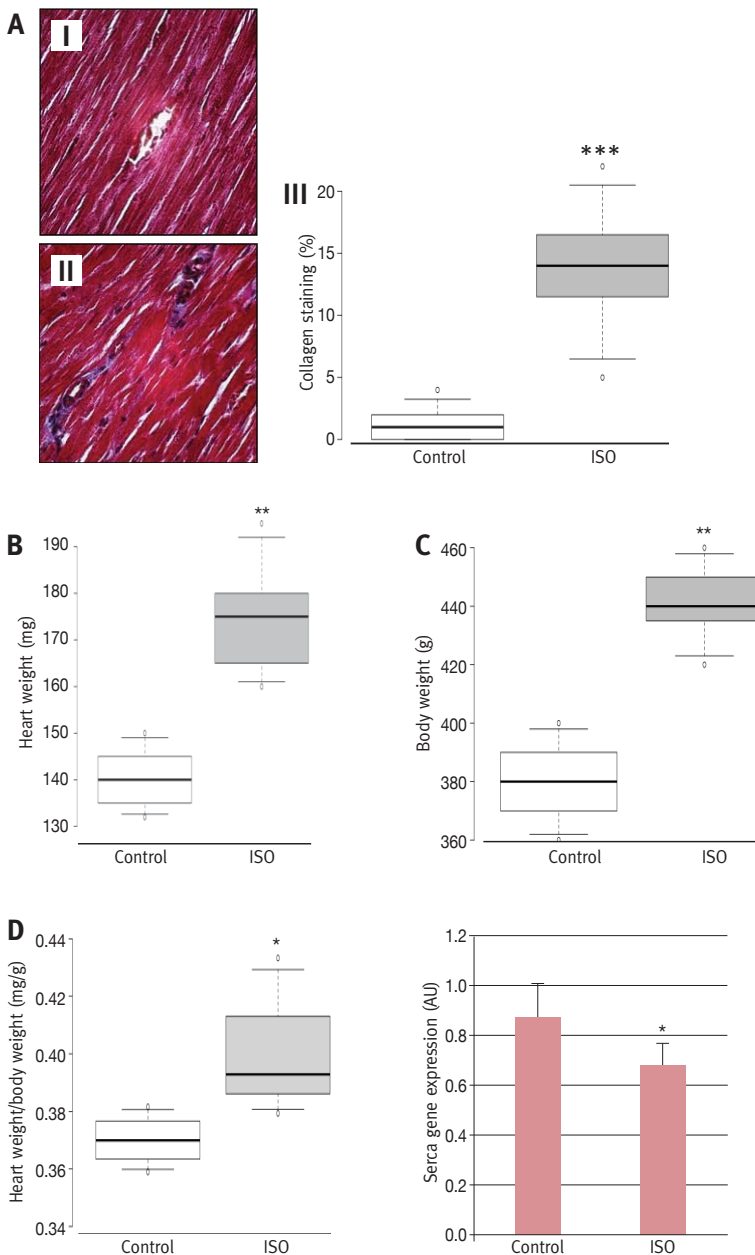 A
I
II
III
***
Collagen staining (%)
20
15
10
5
0
Control ISO
B
**
Heart weight (mg)
190
180
170
160
150
140
130
Control ISO
C
**
Body weight (g)
460
440
420
400
380
360
Control ISO
D
*
Heart weight/body weight (mg/g)
0.44
0.42
0.40
0.38
0.36
0.34
Control ISO
Serca gene expression (AU)
1.2
1.0
0.8
0.6
0.4
0.2
0.0
*
Control ISO